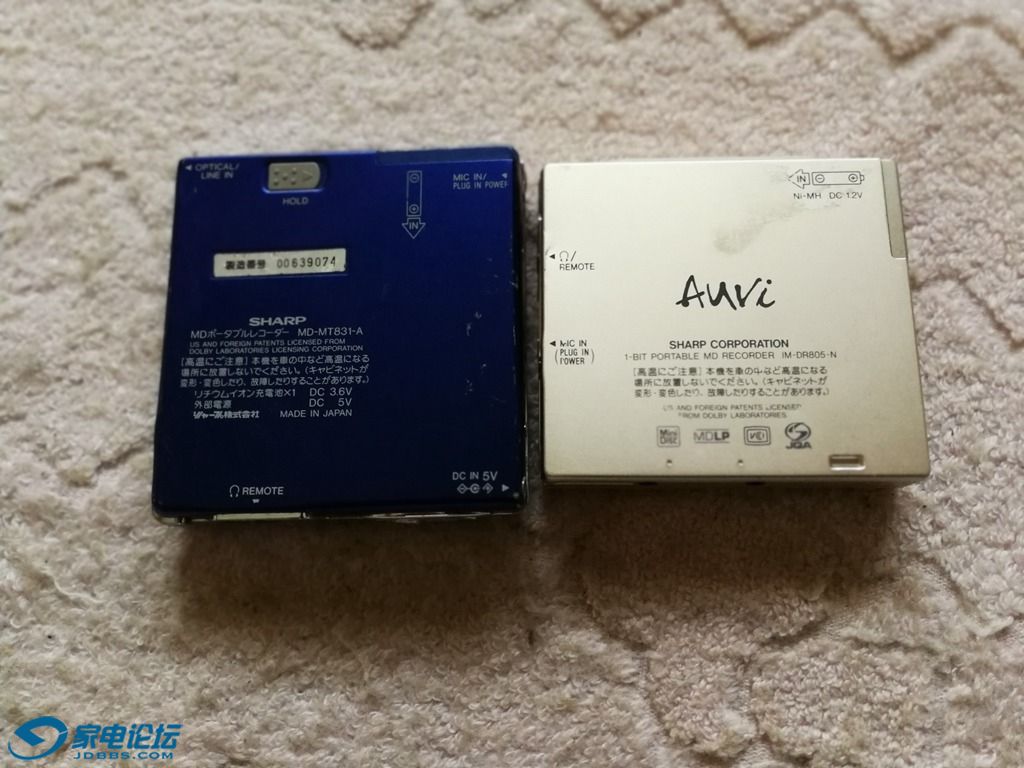 OPTICAL/
LINE IN
HOLD
IN
MIC IN/
PLUG IN POWER
製造番号 00639074
SHARP
MDポータブルレコーダー MD-MT831-A
US AND FOREIGN PATENTS LICENSED FROM
DOLBY LABORATORIES LICENSING CORPORATION
[高温にご注意] 本機を車の中など高温になる
場所に放置しないでください。(キャビネットが
変形・変色したり、故障したりすることがあります。)
リチウムイオン充電池×1 DC 3.6V
外部電源 DC 5V
シャープ株式会社 MADE IN JAPAN
REMOTE
DC IN 5V
IN
Ni-MH DC 1.2V
/
REMOTE
Auvi
MIC IN
(PLUG IN
POWER)
SHARP CORPORATION
1-BIT PORTABLE MD RECORDER IM-DR805-N
[高温にご注意] 本機を車の中など高温になる
場所に放置しないでください。(キャビネットが
変形・変色したり、故障したりすることがあります。)
US AND FOREIGN PATENTS LICENSED
FROM DOLBY LABORATORIES
Mini Disc MDLP VCCI JQA
家电论坛
JDBBS.COM